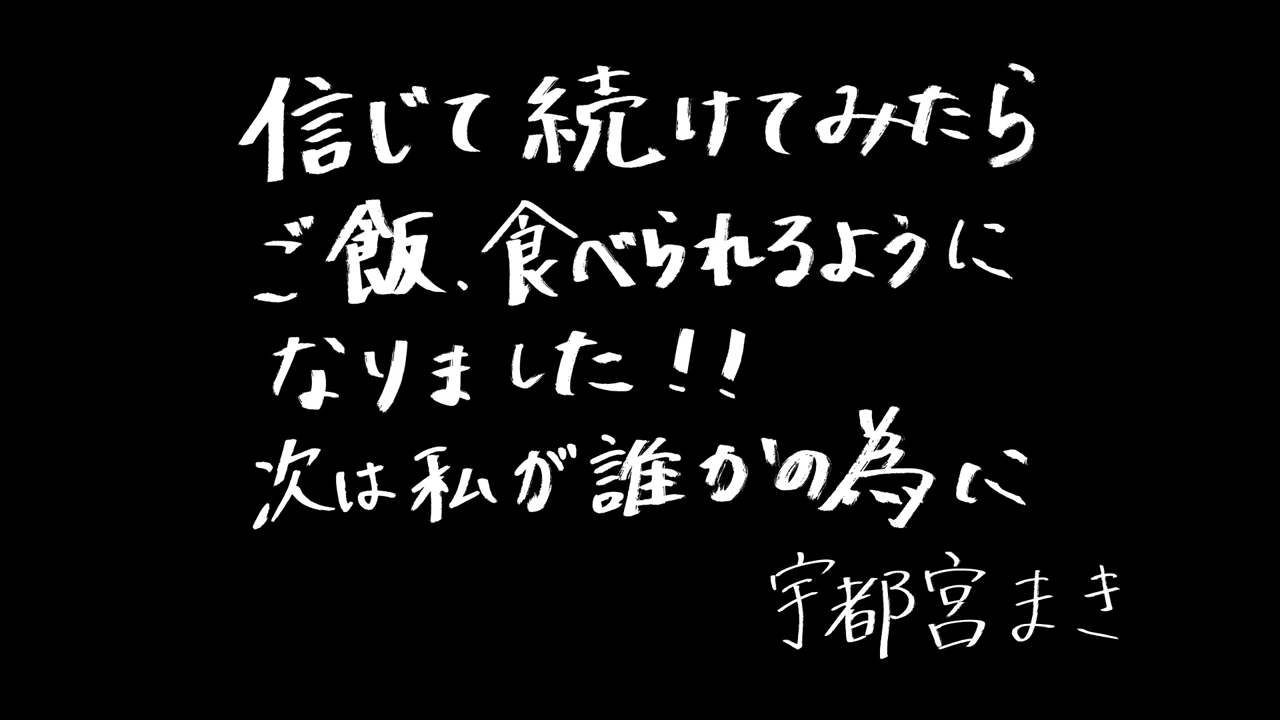 信じて続けてみたら
ご飯、食べられるように
なりました!!
次は私が誰かの為に
宇都宮まき